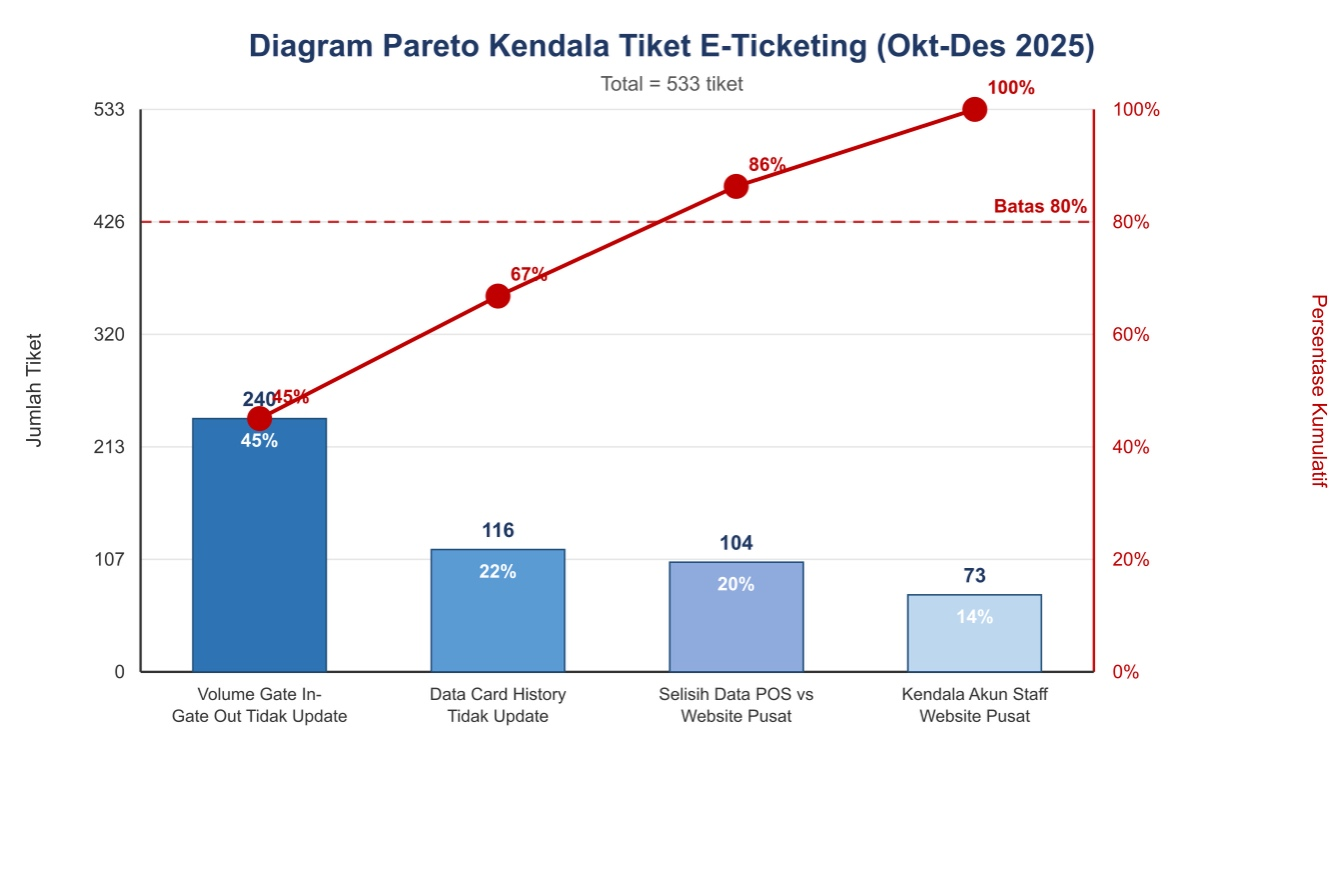 Diagram Pareto Kendala Tiket E-Ticketing (Okt-Des 2025)
Total = 533 tiket
533
426
320
213
107
0
Jumlah Tiket
100%
80%
60%
40%
20%
0%
Persentase Kumulatif
Batas 80%
45%
67%
86%
100%
240
45%
116
22%
104
20%
73
14%
Volume Gate In-
Gate Out Tidak Update
Data Card History
Tidak Update
Selisih Data POS vs
Website Pusat
Kendala Akun Staff
Website Pusat